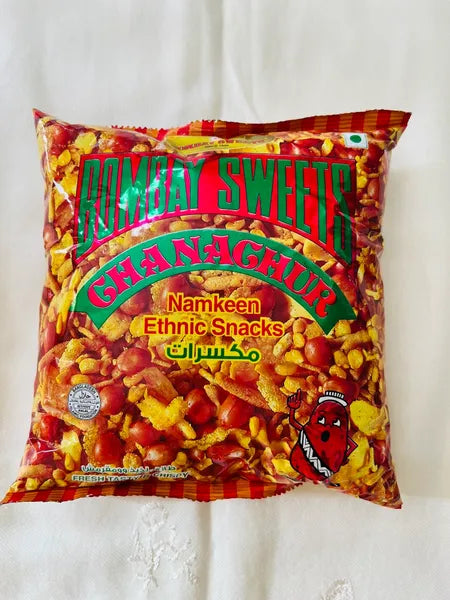 BOMBAY SWEETS
CHANACHUR
Namkeen
Ethnic Snacks
مكسرات
FRESH TASTY CRISPY